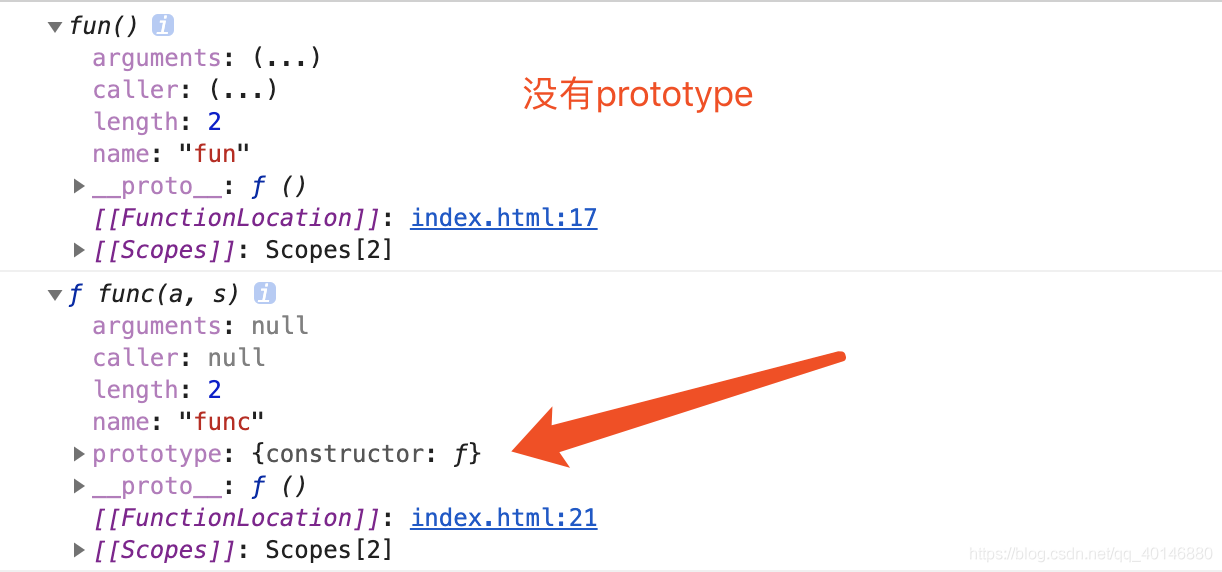 ▼fun() i
arguments: (...)
caller: (...)
没有prototype
length: 2
name: "fun"
▶__proto__: ƒ ()
[[FunctionLocation]]: index.html:17
▶[[Scopes]]: Scopes[2]
▼ƒ func(a, s) i
arguments: null
caller: null
length: 2
name: "func"
▶prototype: {constructor: ƒ}
▶__proto__: ƒ ()
[[FunctionLocation]]: index.html:21
▶[[Scopes]]: Scopes[2]
https://blog.csdn.net/qq_40146880